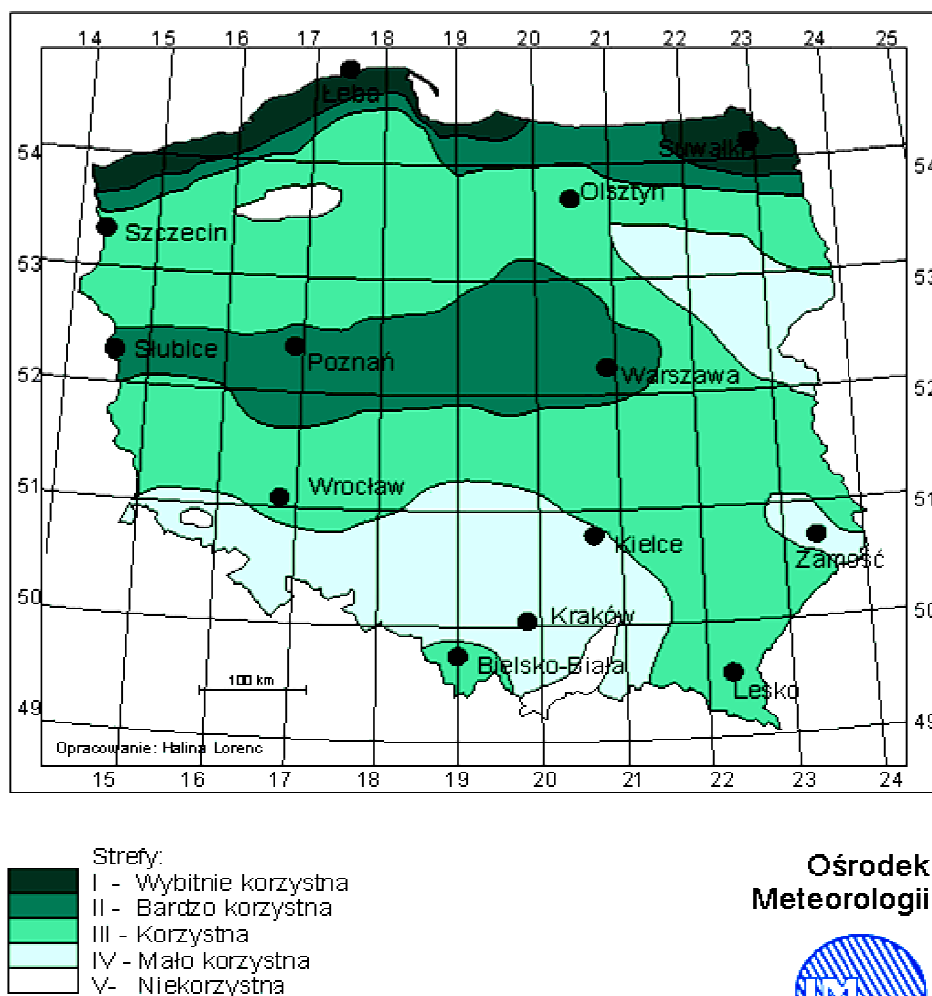 14 15 16 17 18 19 20 21 22 23 24 25
Łeba
54 Suwałki 54
Olsztyn
Szczecin
53 53
Słubice Poznań Warszawa
52 52
Wrocław
51 51
Kielce
Zamość
50 Kraków 50
Bielsko-Biała
100 km Lesko
49 49
Opracowanie: Halina Lorenc
15 16 17 18 19 20 21 22 23 24
Strefy:
I - Wybitnie korzystna
II - Bardzo korzystna
III - Korzystna
IV - Mało korzystna
V- Niekorzystna
Ośrodek
Meteorologii